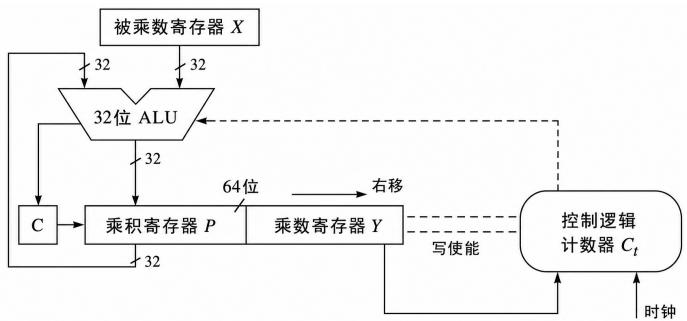 被乘数寄存器 X
32
32
32位 ALU
32
64位
右移
C
乘积寄存器 P
乘数寄存器 Y
写使能
控制逻辑
计数器 Cₜ
32
时钟